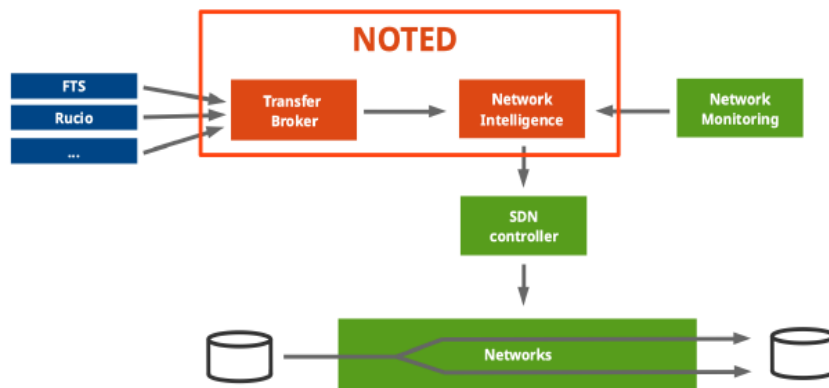 NOTED
FTS
Rucio
...
Transfer
Broker
Network
Intelligence
Network
Monitoring
SDN
controller
Networks